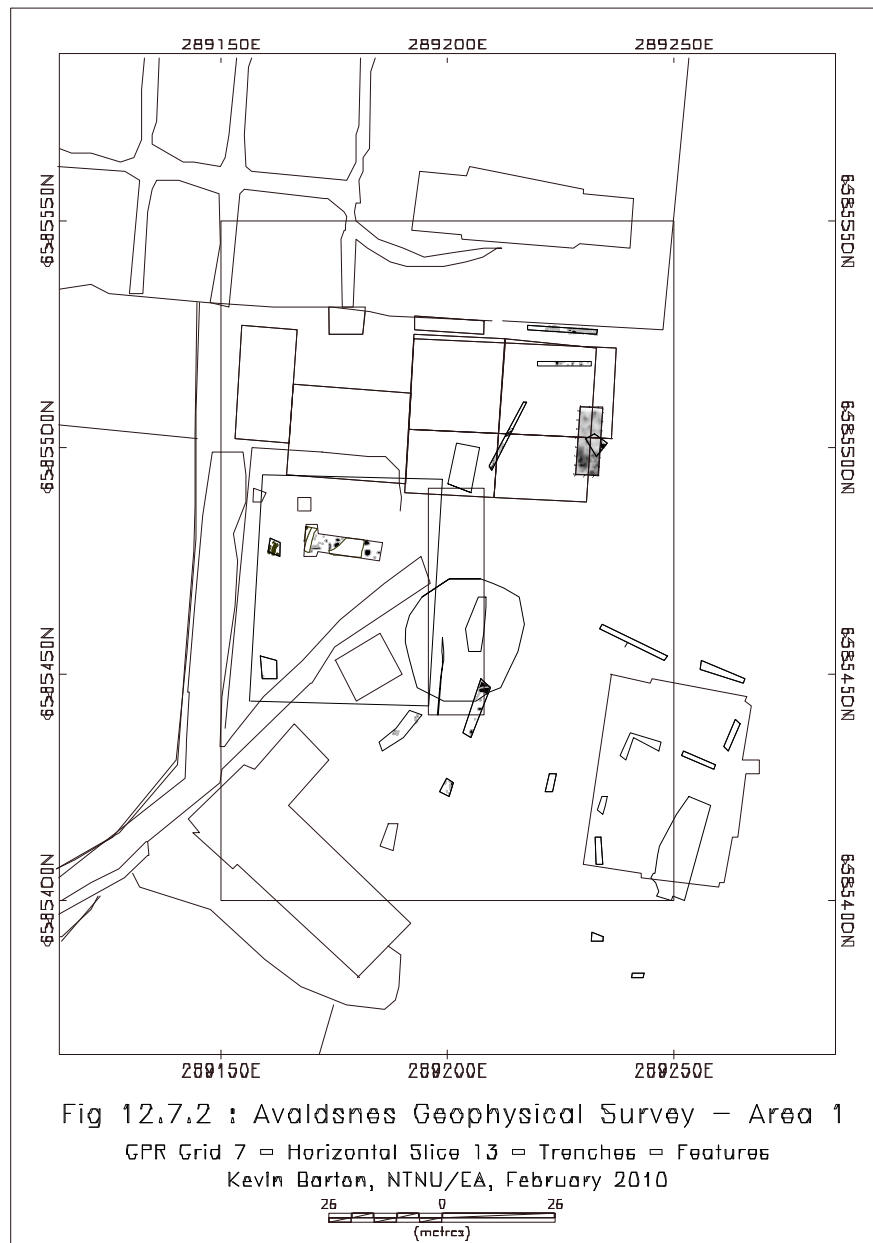 289150E 289200E 289250E
6585550N 6585550N
6585500N 6585500N
6585450N 6585450N
6585400N 6585400N
289150E 289200E 289250E
Fig 12.7.2 : Avaldsnes Geophysical Survey - Area 1
GPR Grid 7 - Horizontal Slice 13 - Trenches - Features
Kevin Barton, NTNU/EA, February 2010
25 0 25
(metres)